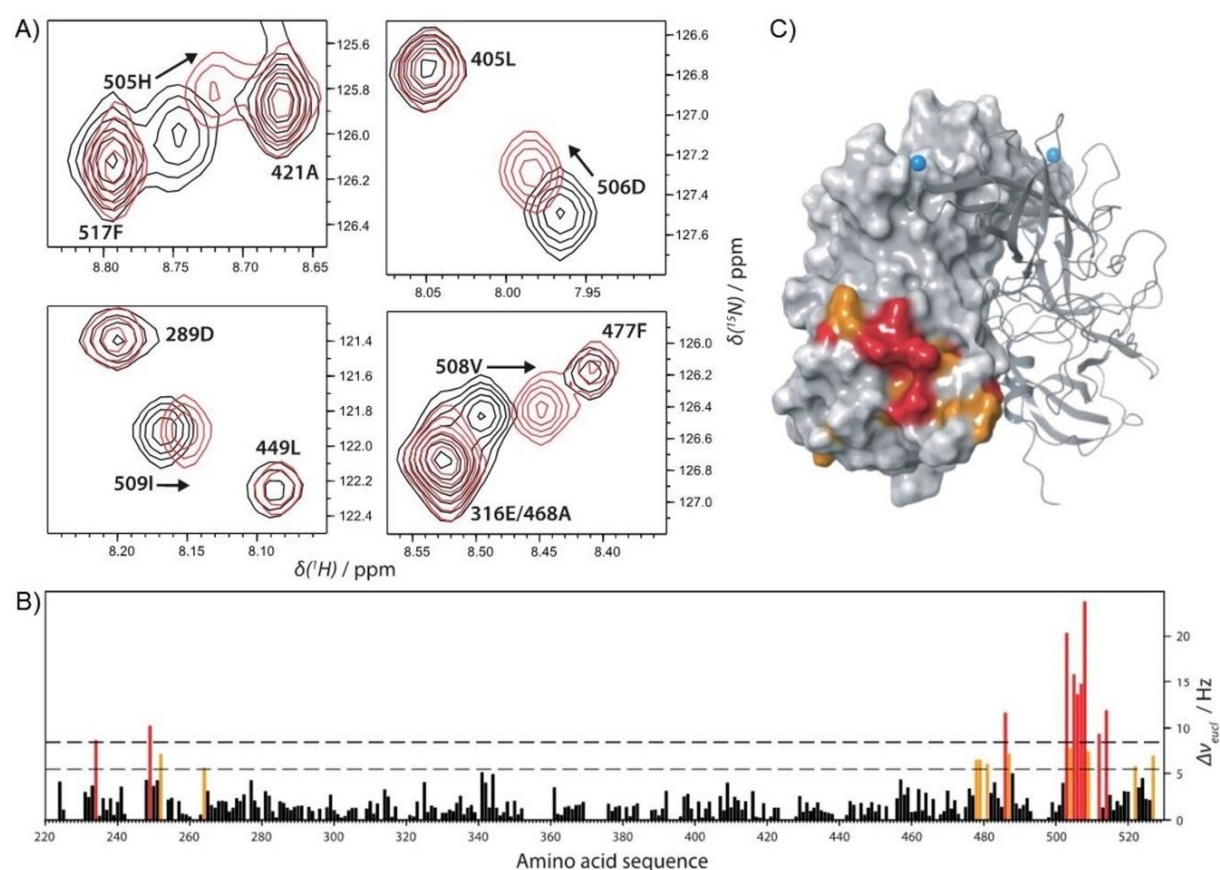 A)
505H
517F
421A
125.6
125.8
126.0
126.2
126.4
8.80
8.75
8.70
8.65
405L
506D
126.6
126.8
127.0
127.2
127.4
127.6
8.05
8.00
7.95
δ(¹⁵N) / ppm
289D
509I
449L
121.4
121.6
121.8
122.0
122.2
122.4
8.20
8.15
8.10
δ(¹H) / ppm
477F
508V
316E/468A
126.0
126.2
126.4
126.6
126.8
127.0
8.55
8.50
8.45
8.40
C)
B)
20
15
10
5
0
Δν_eucl / Hz
220 240 260 280 300 320 340 360 380 400 420 440 460 480 500 520
Amino acid sequence